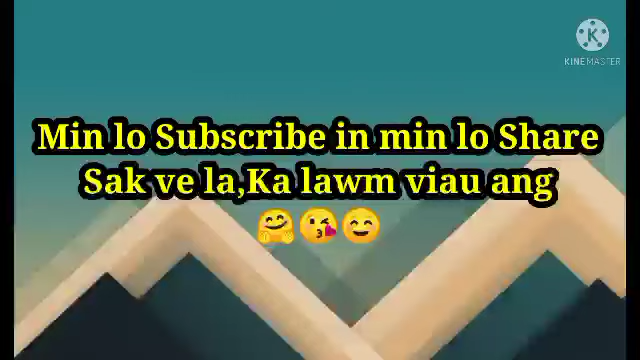 K
KINEMASTER
Min lo Subscribe in min lo Share
Sak ve la,Ka lawm viau ang
🤗😘☺️